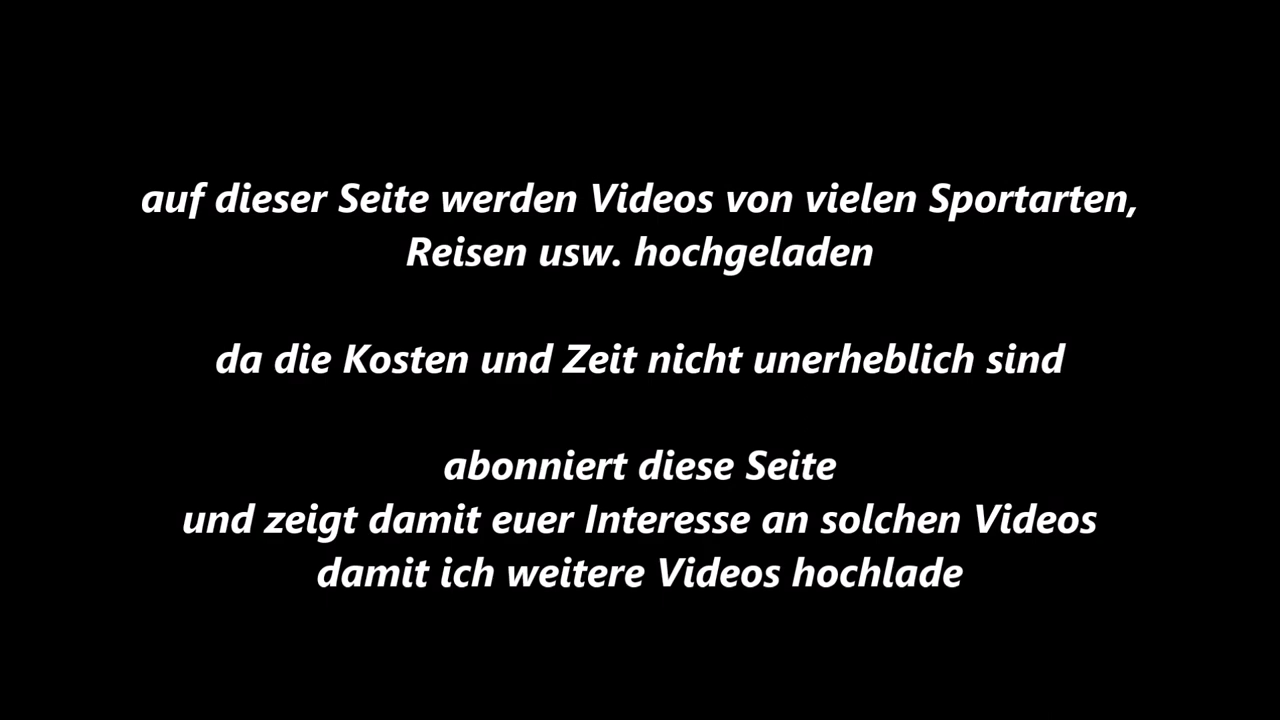 auf dieser Seite werden Videos von vielen Sportarten,
Reisen usw. hochgeladen
da die Kosten und Zeit nicht unerheblich sind
abonniert diese Seite
und zeigt damit euer Interesse an solchen Videos
damit ich weitere Videos hochlade